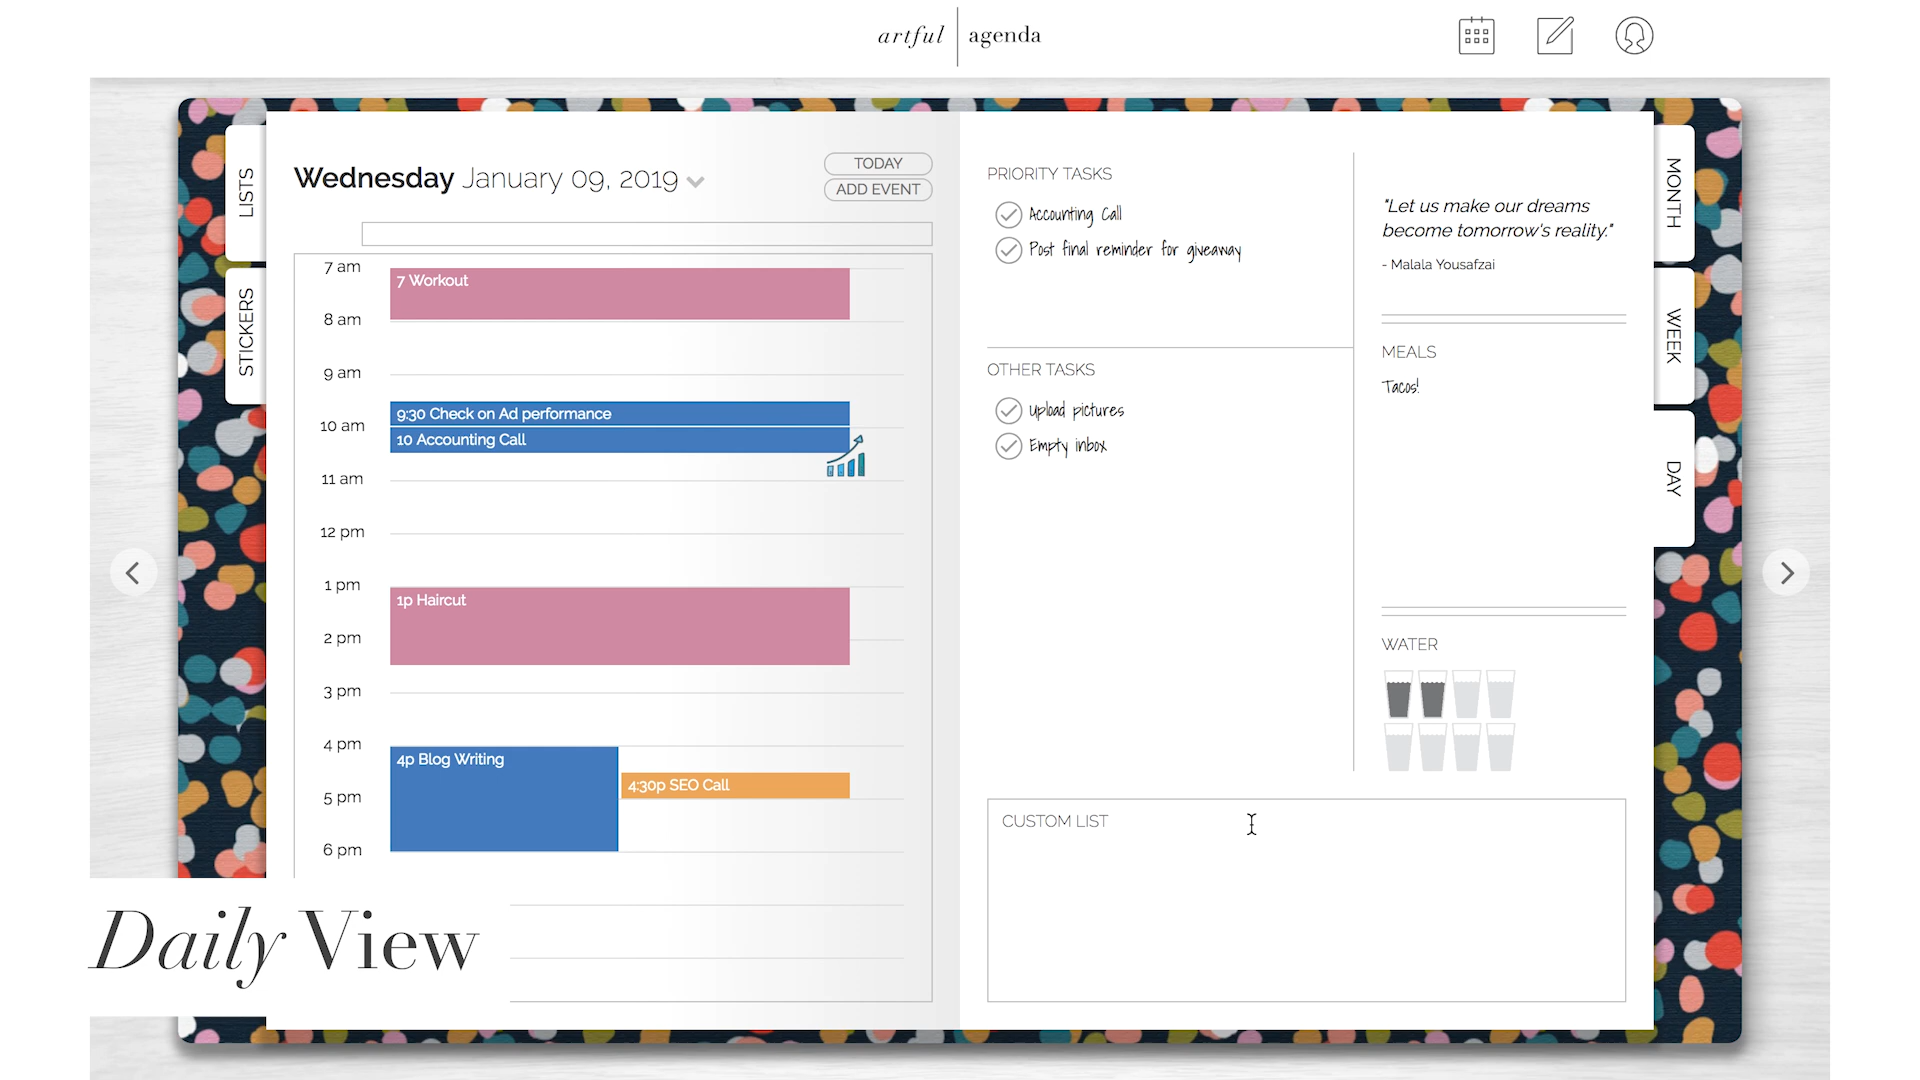 artful agenda
LISTS
STICKERS
Wednesday January 09, 2019
TODAY
ADD EVENT
7 am
7 Workout
8 am
9 am
9:30 Check on Ad performance
10 am
10 Accounting Call
11 am
12 pm
1 pm
1p Haircut
2 pm
3 pm
4 pm
4p Blog Writing
4:30p SEO Call
5 pm
6 pm
Daily View
PRIORITY TASKS
Accounting Call
Post final reminder for giveaway
OTHER TASKS
Upload pictures
Empty inbox
"Let us make our dreams
become tomorrow's reality."
- Malala Yousafzai
MEALS
Tacos!
WATER
CUSTOM LIST
MONTH
WEEK
DAY